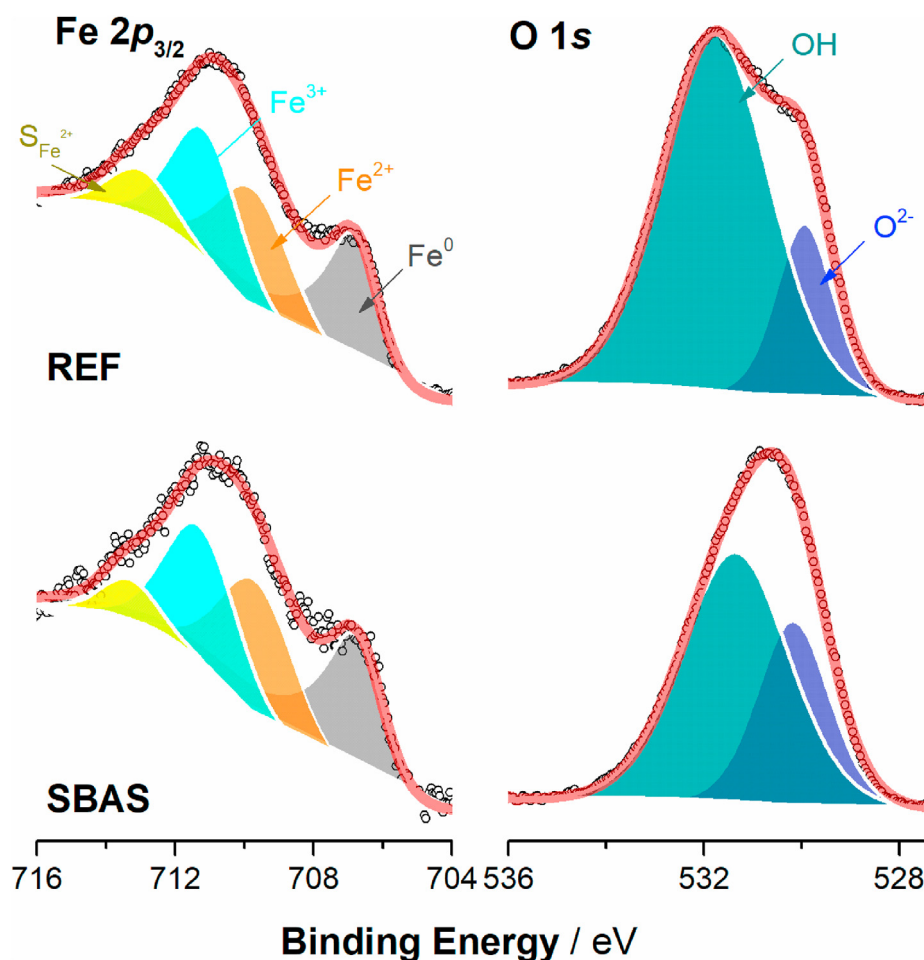 Fe 2p3/2
O 1s
OH
Fe3+
SFe2+
Fe2+
O2-
Fe0
REF
SBAS
716 712 708 704 536 532 528
Binding Energy / eV